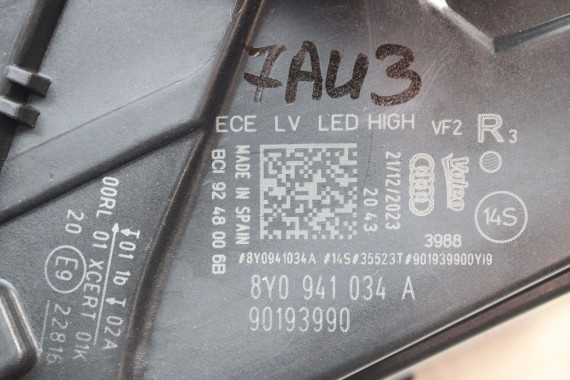 7AU3
ECE LV LED HIGH VF2 R 3
MADE IN SPAIN
BCI 92 48 00 6B
21/12/2023
20 43
Valeo
14S
3988
#8Y0941034A #14S#35523T#901939900YI9
8Y0 941 034 A
90193990
00RL 01 XCERT 01K
01 1b 02A
20 E9 22816